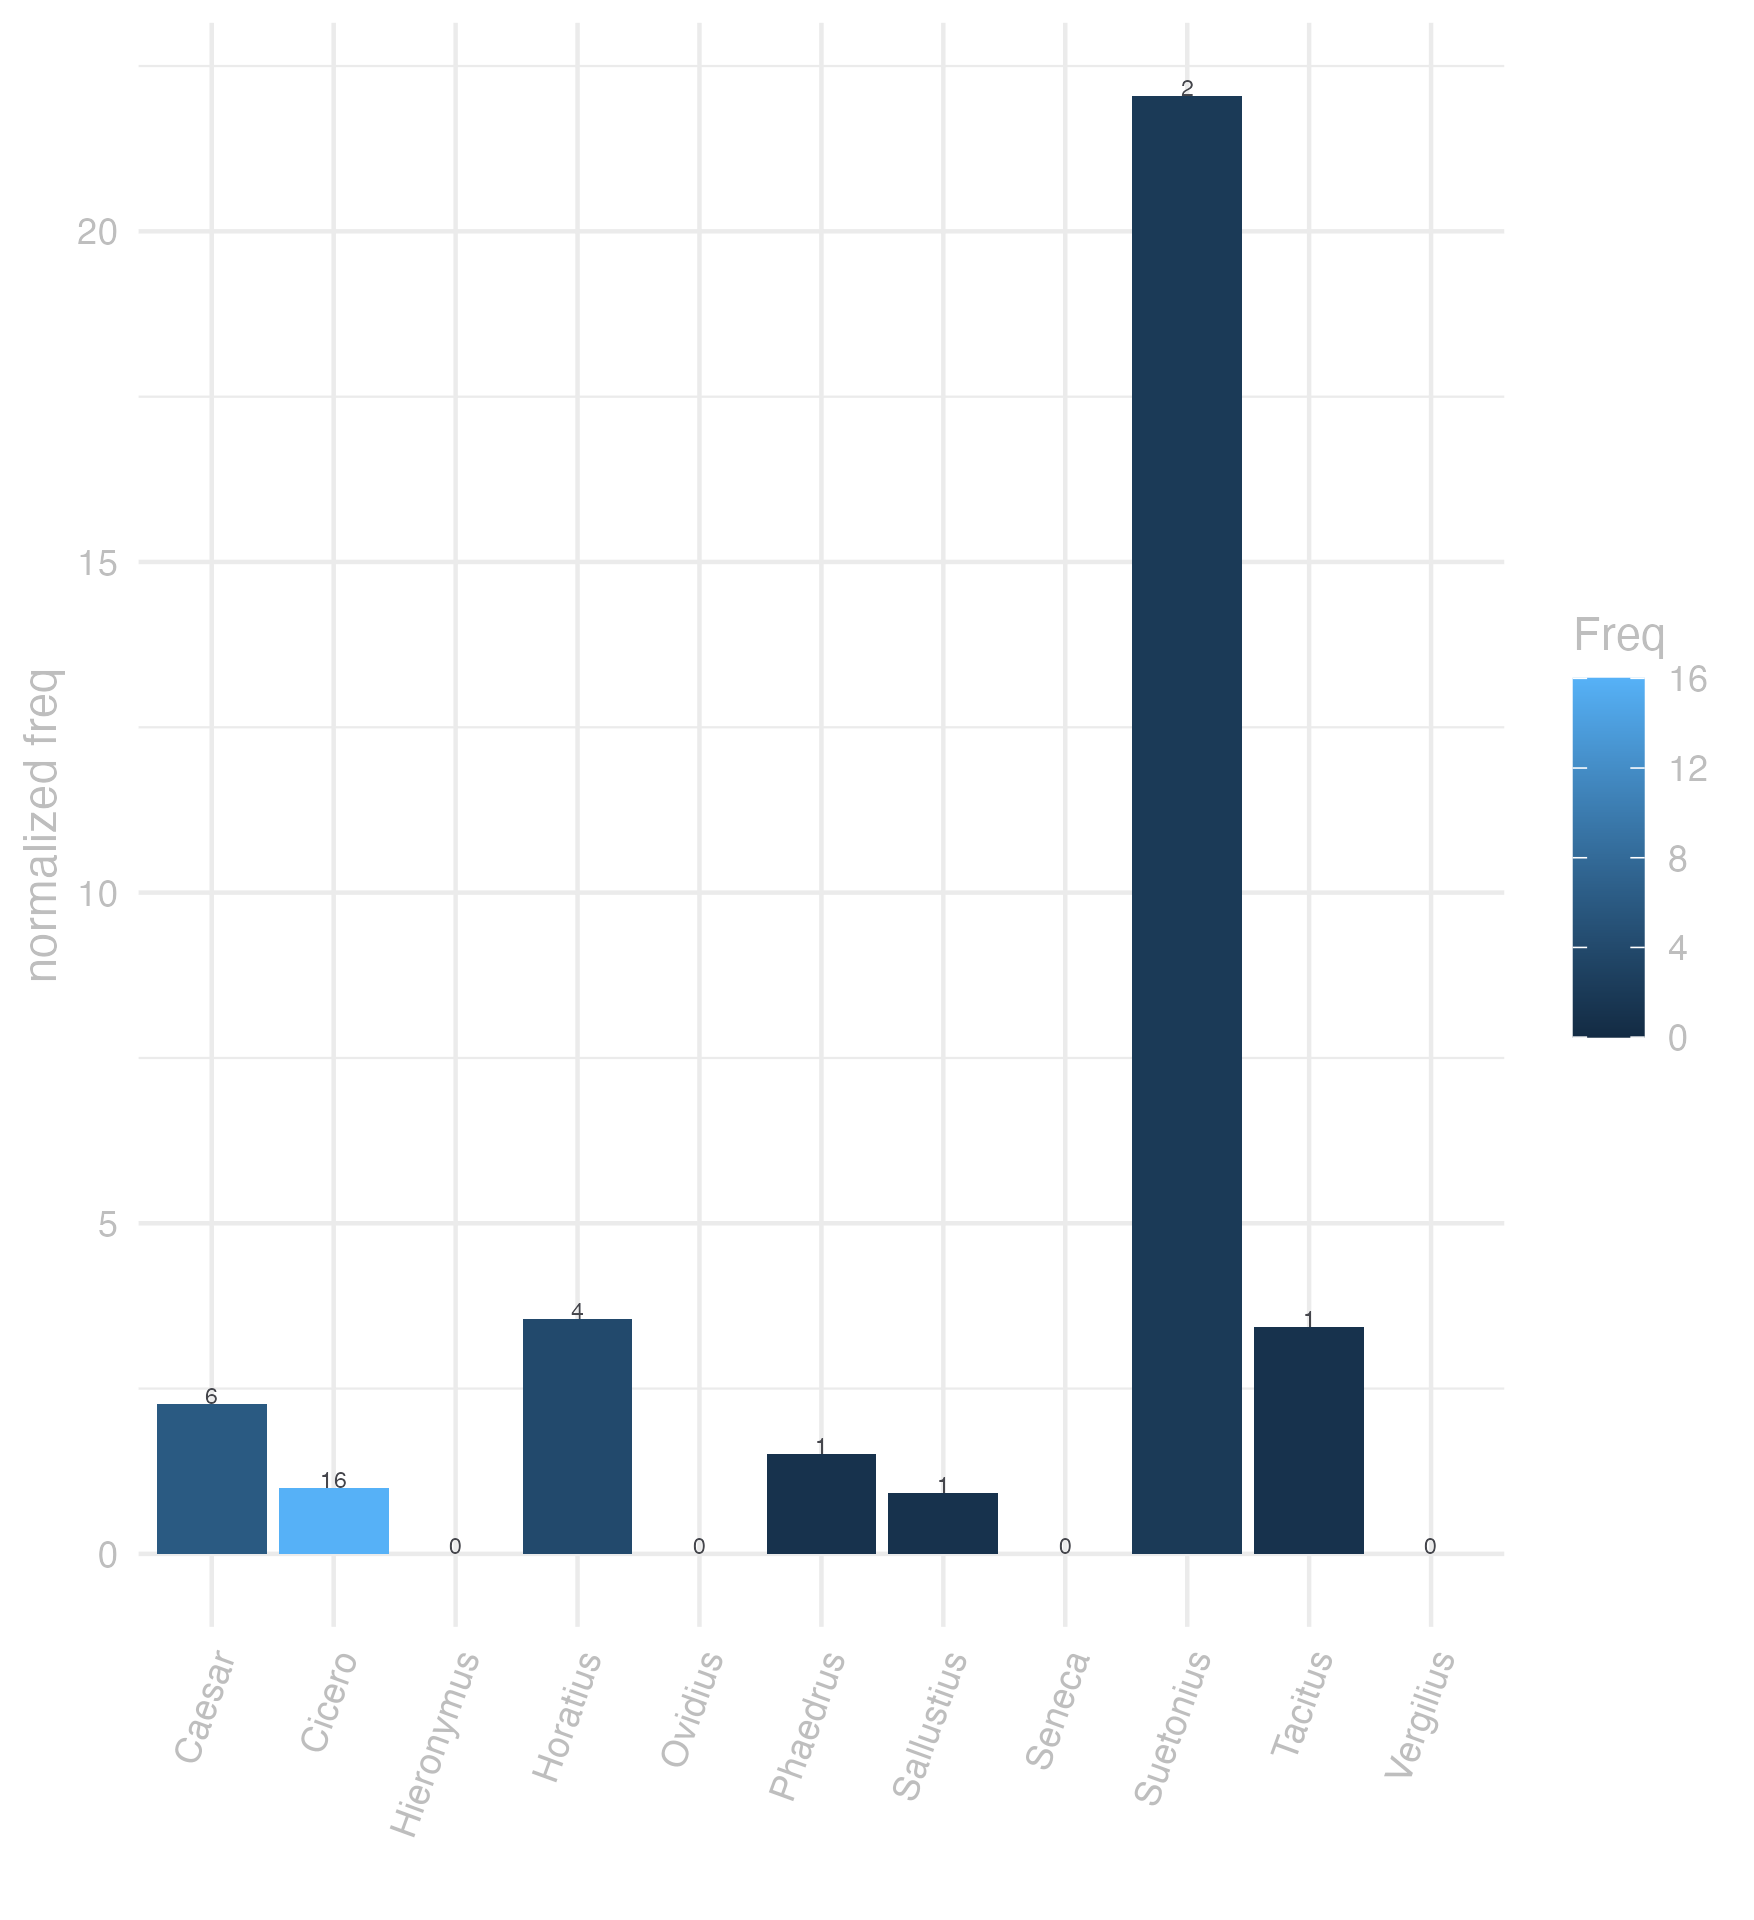 normalized freq
20
15
10
5
0
6
16
0
4
0
1
1
0
2
1
0
Caesar
Cicero
Hieronymus
Horatius
Ovidius
Phaedrus
Sallustius
Seneca
Suetonius
Tacitus
Vergilius
Freq
16
12
8
4
0